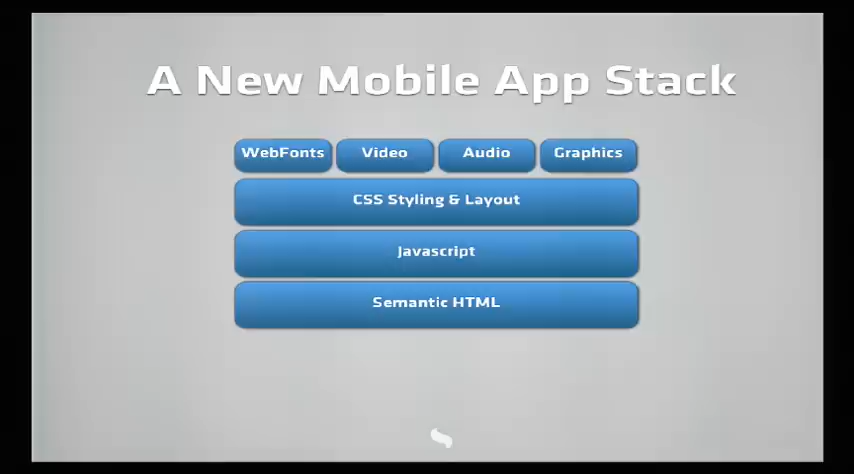 A New Mobile App Stack
WebFonts Video Audio Graphics
CSS Styling & Layout
Javascript
Semantic HTML